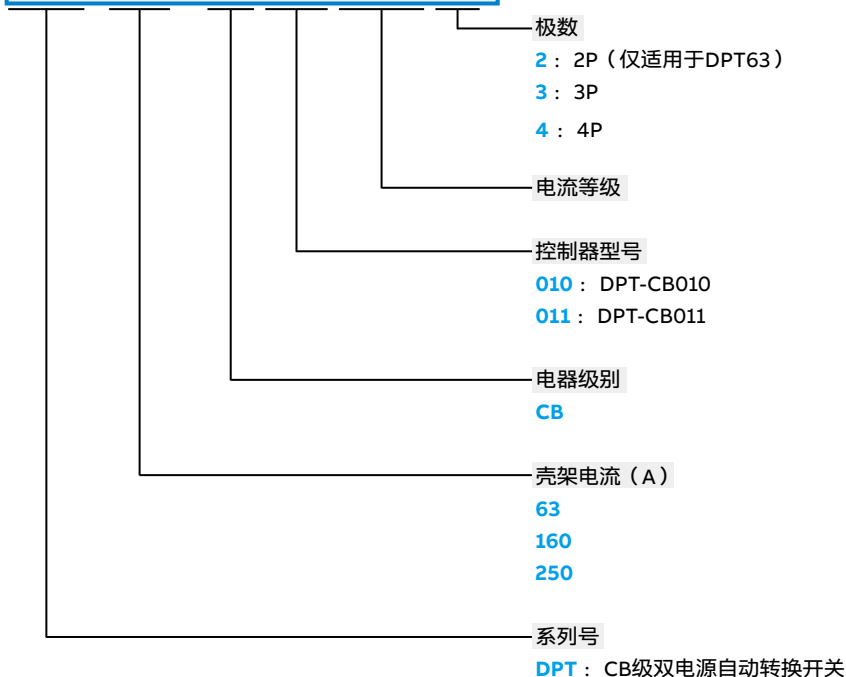 极数
2： 2P（仅适用于DPT63）
3： 3P
4： 4P
电流等级
控制器型号
010： DPT-CB010
011： DPT-CB011
电器级别
CB
壳架电流（A）
63
160
250
系列号
DPT： CB级双电源自动转换开关